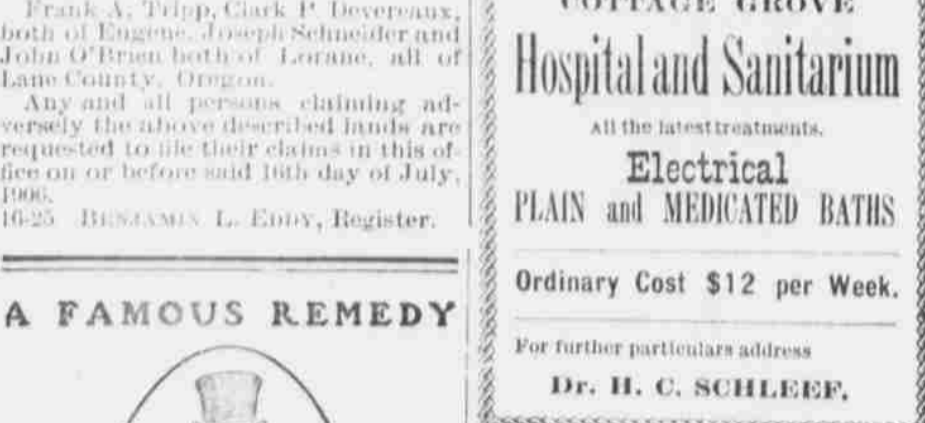 Frank A. Tripp, Clark P. Devereaux,
both of Eugene, Joseph Schneider and
John O'Brien both of Lorane, all of
Lane County, Oregon.
Any and all persons claiming ad-
versely the above described lands are
requested to file their claims in this of-
fice on or before said 16th day of July,
1906.
16-25 BENJAMIN L. EDDY, Register.
A FAMOUS REMEDY
COTTAGE GROVE
Hospital and Sanitarium
All the latest treatments.
Electrical
PLAIN and MEDICATED BATHS
Ordinary Cost $12 per Week.
For further particulars address
Dr. H. C. SCHLEEF.